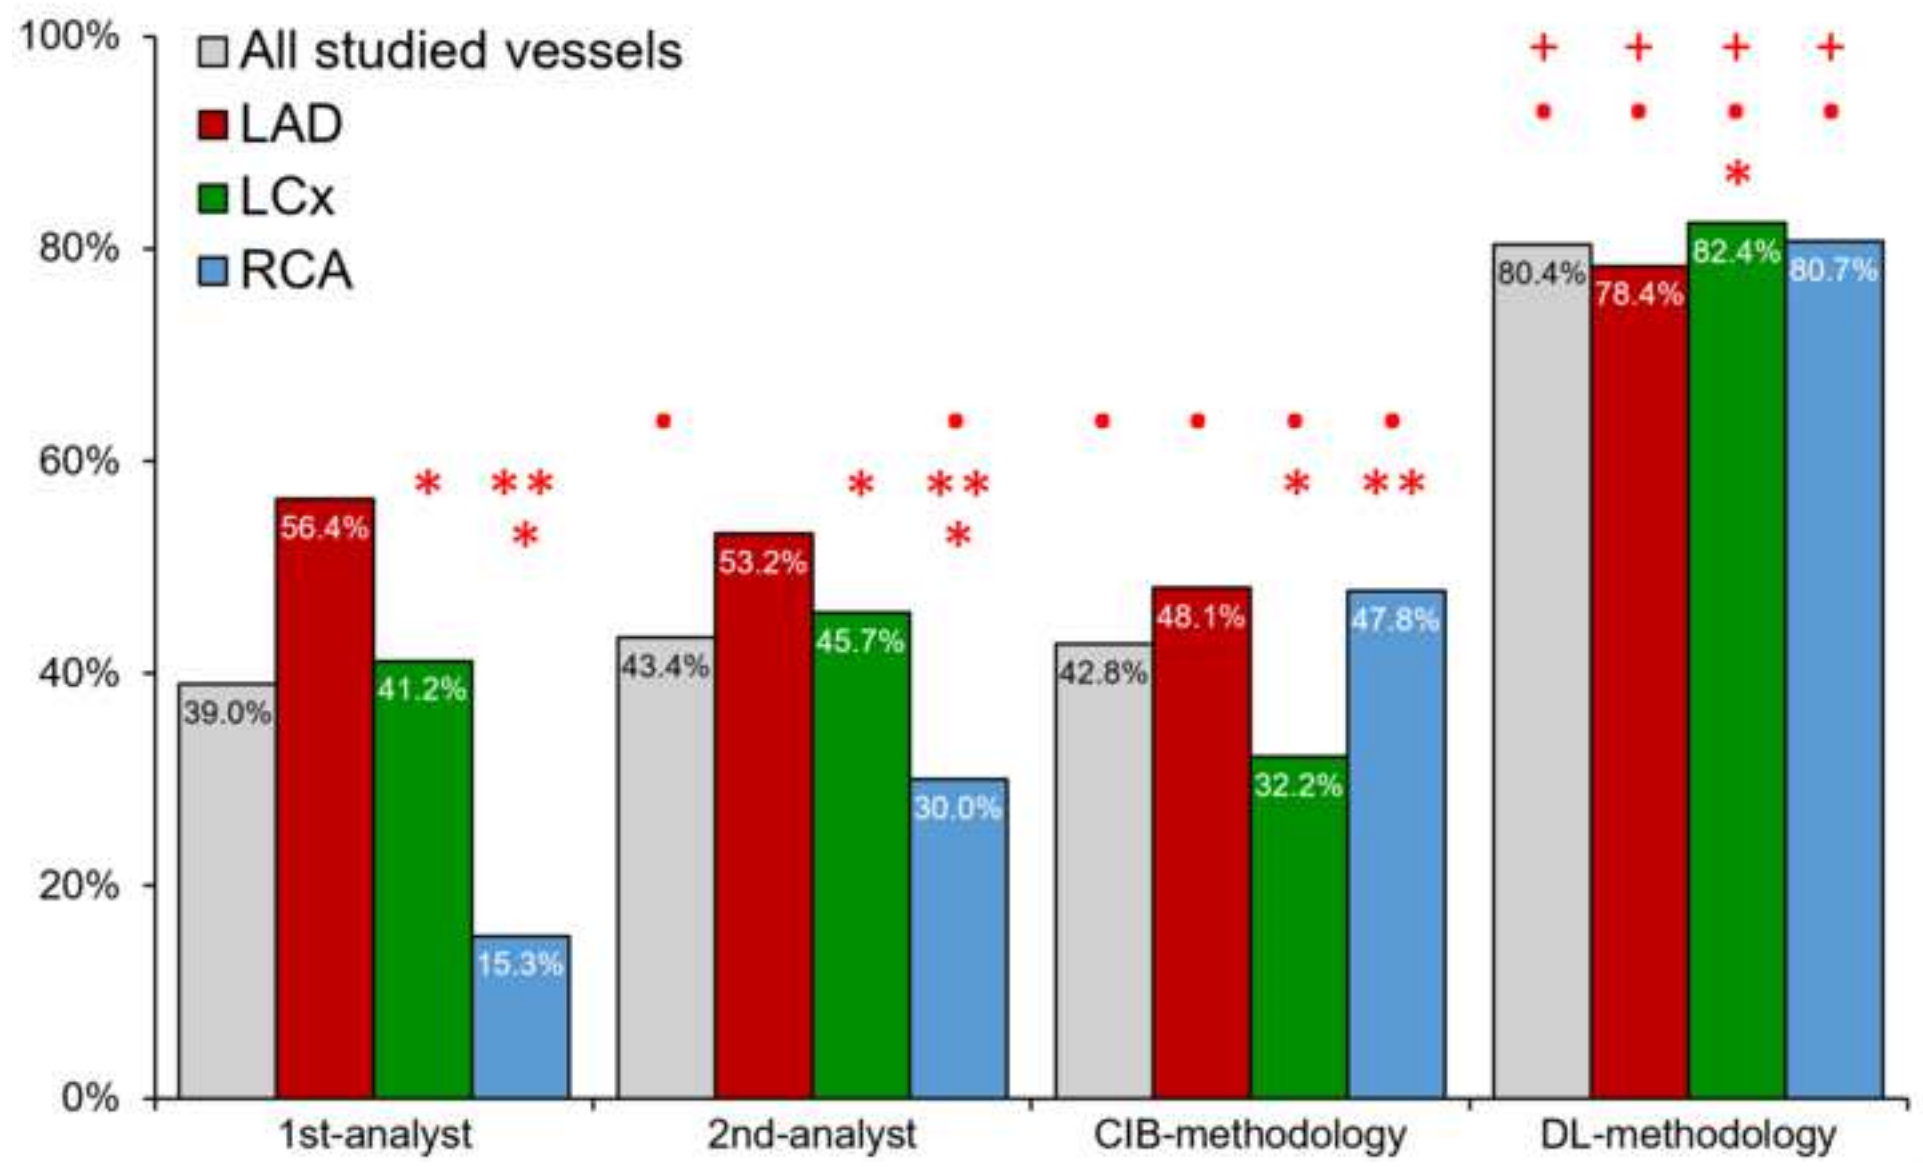 100%
80%
60%
40%
20%
0%
All studied vessels
LAD
LCx
RCA
+ + + +
• • • •
*
• •
* * *
*
* * *
*
• • • •
* * *
39.0%
56.4%
41.2%
15.3%
43.4%
53.2%
45.7%
30.0%
42.8%
48.1%
32.2%
47.8%
80.4%
78.4%
82.4%
80.7%
1st-analyst
2nd-analyst
CIB-methodology
DL-methodology